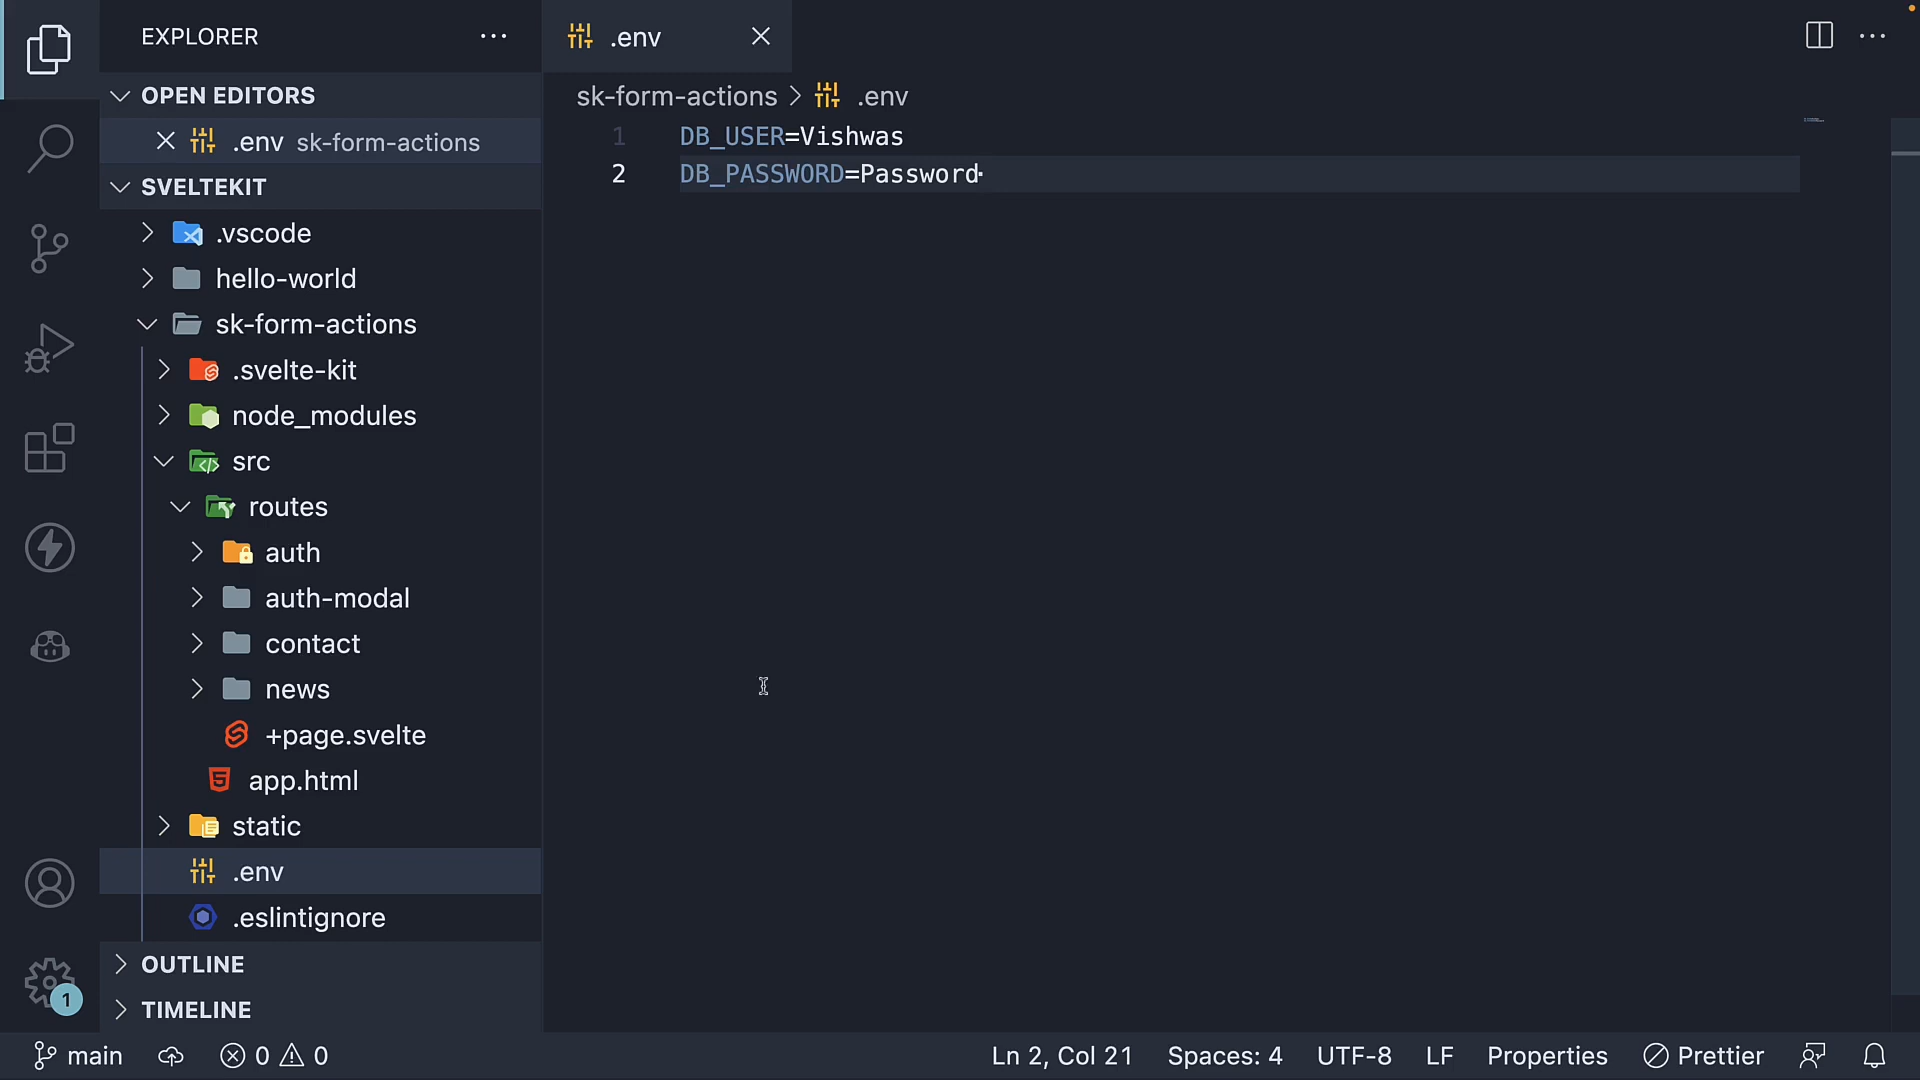 EXPLORER
OPEN EDITORS
.env sk-form-actions
SVELTEKIT
.vscode
hello-world
sk-form-actions
.svelte-kit
node_modules
src
routes
auth
auth-modal
contact
news
+page.svelte
app.html
static
.env
.eslintignore
OUTLINE
TIMELINE
1
.env
sk-form-actions > .env
1 DB_USER=Vishwas
2 DB_PASSWORD=Password
main 0 0 Ln 2, Col 21 Spaces: 4 UTF-8 LF Properties Prettier